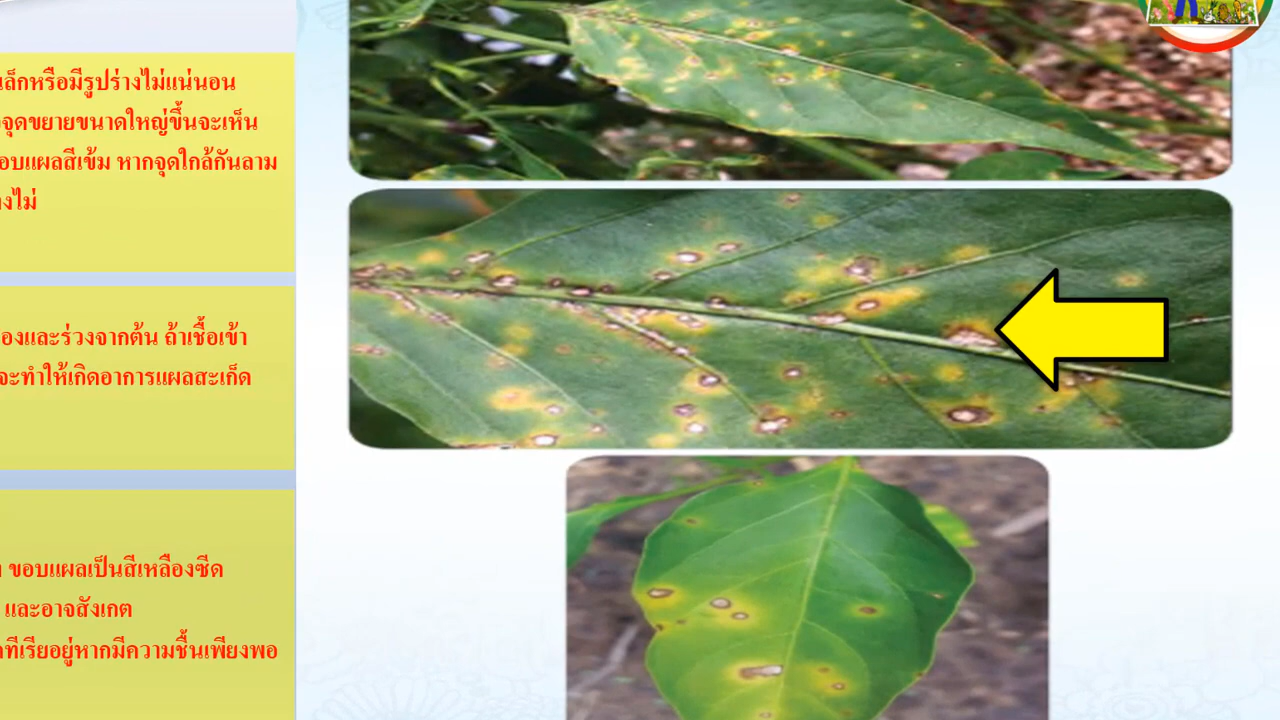 เล็กหรือมีรูปร่างไม่แน่นอน
จุดขยายขนาดใหญ่ขึ้นจะเห็น
อบแผลสีเข้ม หากจุดใกล้กันลาม
งไม่
องและร่วงจากต้น ถ้าเชื้อเข้า
จะทำให้เกิดอาการแผลสะเก็ด
ขอบแผลเป็นสีเหลืองซีด
และอาจสังเกต
ทีเรียอยู่หากมีความชื้นเพียงพอ